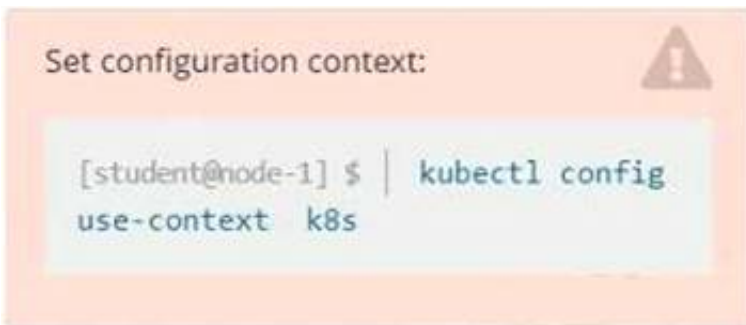 Set configuration context:
[student@node-1] $ | kubectl config
use-context k8s